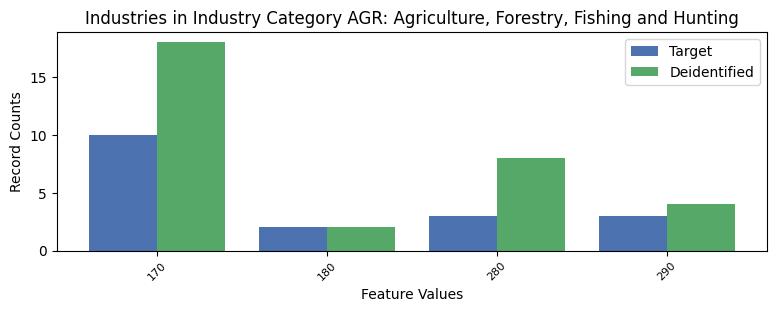 Industries in Industry Category AGR: Agriculture, Forestry, Fishing and Hunting
Target
Deidentified
Record Counts
15
10
5
0
170
180
280
290
Feature Values